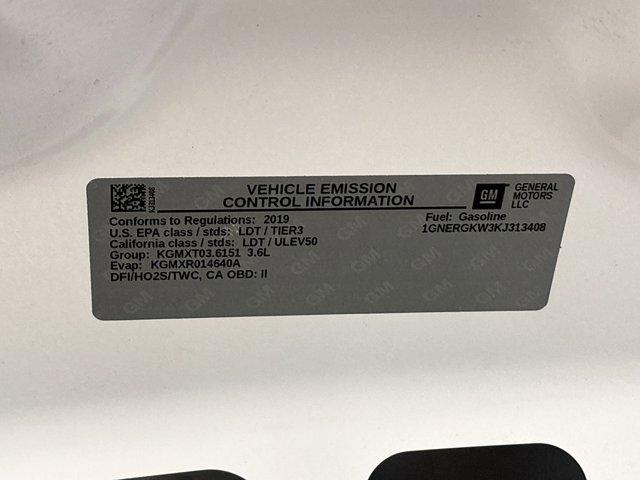 VEHICLE EMISSION
CONTROL INFORMATION
GM
GENERAL
MOTORS
LLC
KJ313408
Conforms to Regulations: 2019
Fuel: Gasoline
U.S. EPA class / stds: LDT / TIER3
1GNERGKW3KJ313408
California class / stds: LDT / ULEV50
Group: KGMXT03.6151 3.6L
Evap: KGMXR014640A
DFI/HO2S/TWC, CA OBD: II